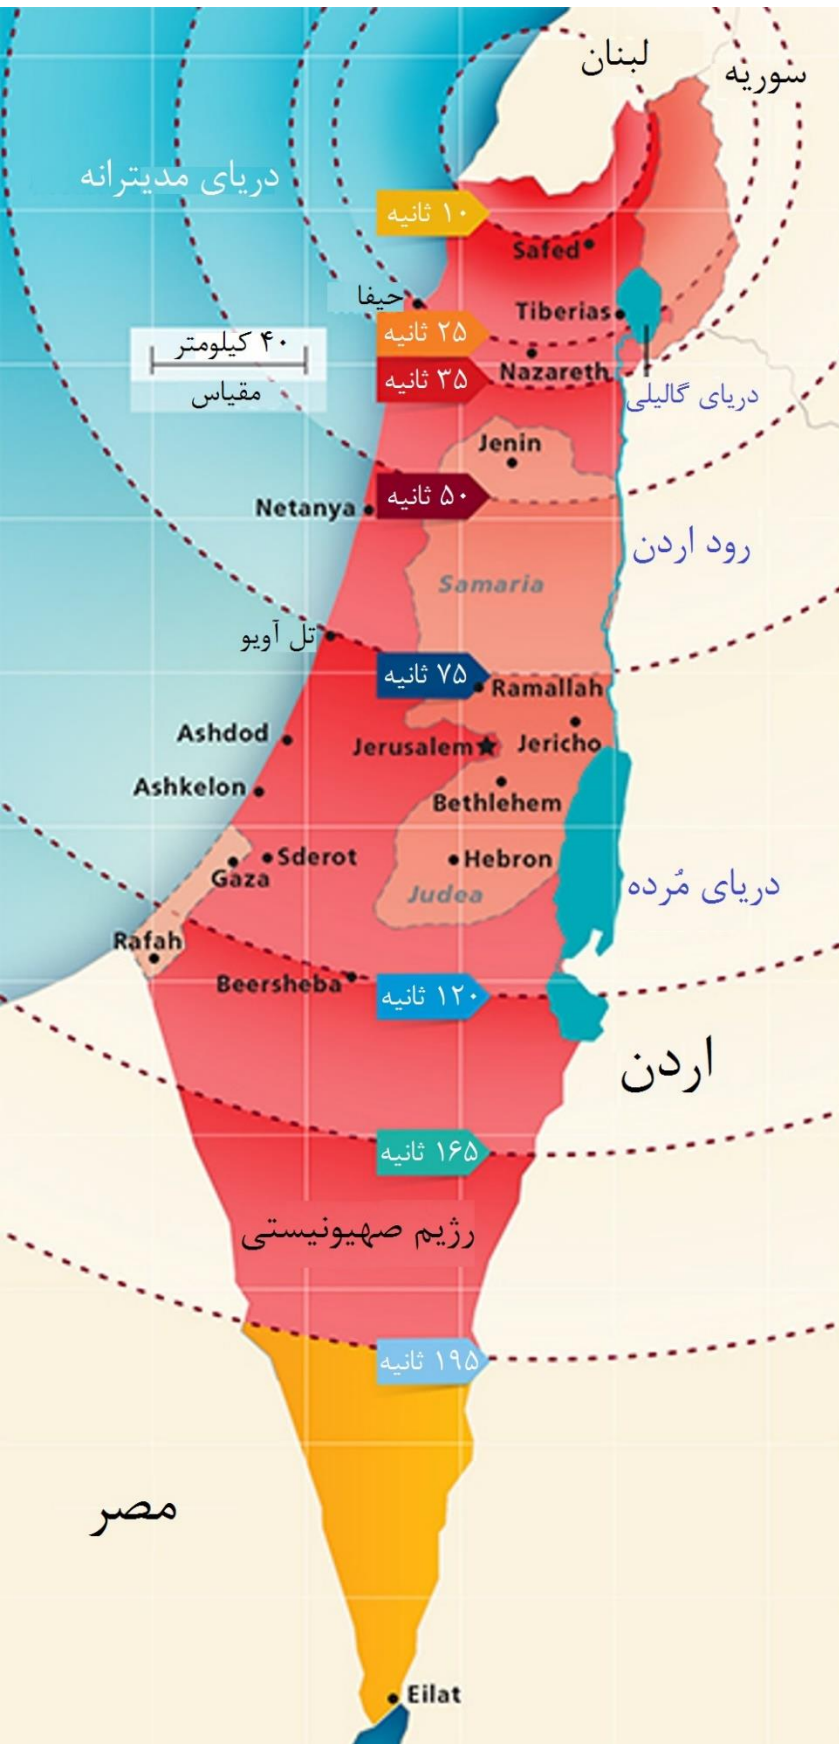 لبنان
سوریه
دریای مدیترانه
۱۰ ثانیه
Safed
حیفا
Tiberias
۲۵ ثانیه
۴۰ کیلومتر
مقیاس
Nazareth
۳۵ ثانیه
دریای گالیلی
Jenin
۵۰ ثانیه
Netanya
رود اردن
Samaria
تل آویو
۷۵ ثانیه
Ramallah
Ashdod
Jerusalem
Jericho
Ashkelon
Bethlehem
Sderot
Hebron
Gaza
Judea
دریای مُرده
Rafah
Beersheba
۱۲۰ ثانیه
اردن
۱۶۵ ثانیه
رژیم صهیونیستی
۱۹۵ ثانیه
مصر
Eilat